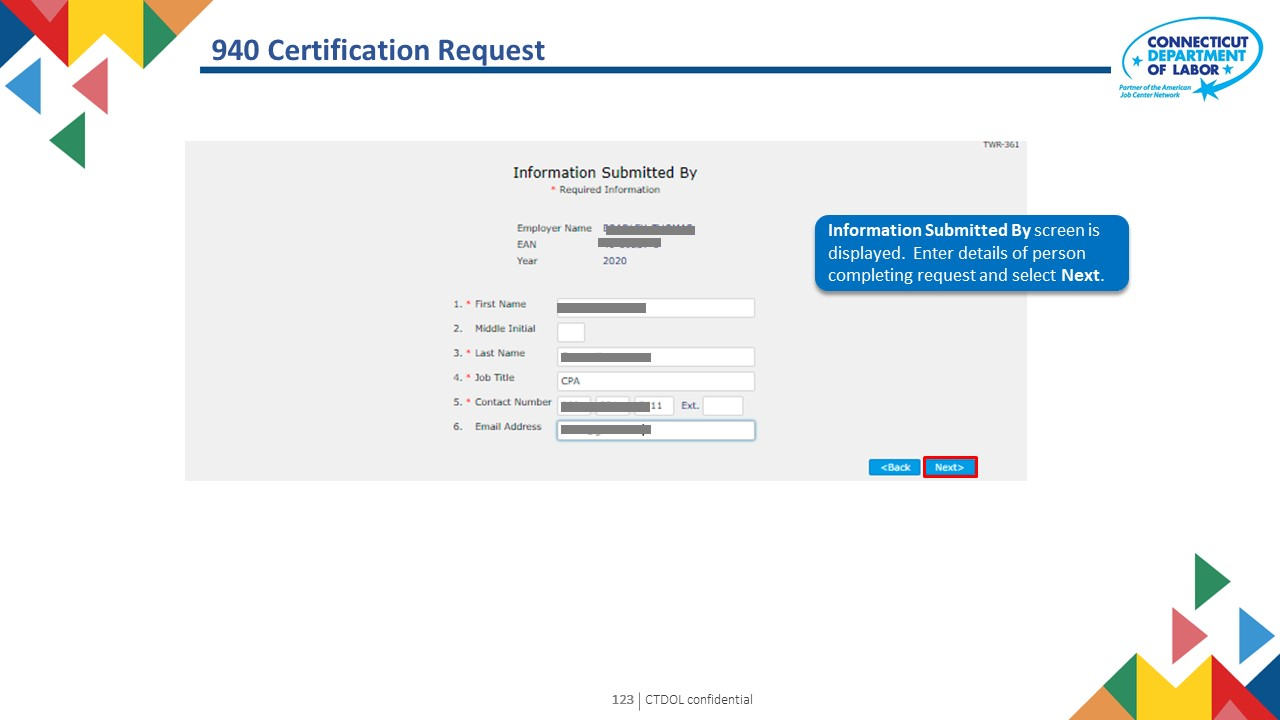 940 Certification Request
CONNECTICUT
DEPARTMENT
OF LABOR
Partner of the American
Job Center Network
TWR-361
Information Submitted By
* Required Information
Employer Name
EAN
Year 2020
Information Submitted By screen is
displayed. Enter details of person
completing request and select Next.
1. * First Name
2. Middle Initial
3. * Last Name
4. * Job Title CPA
5. * Contact Number 11 Ext.
6. Email Address
<Back Next>
123 CTDOL confidential